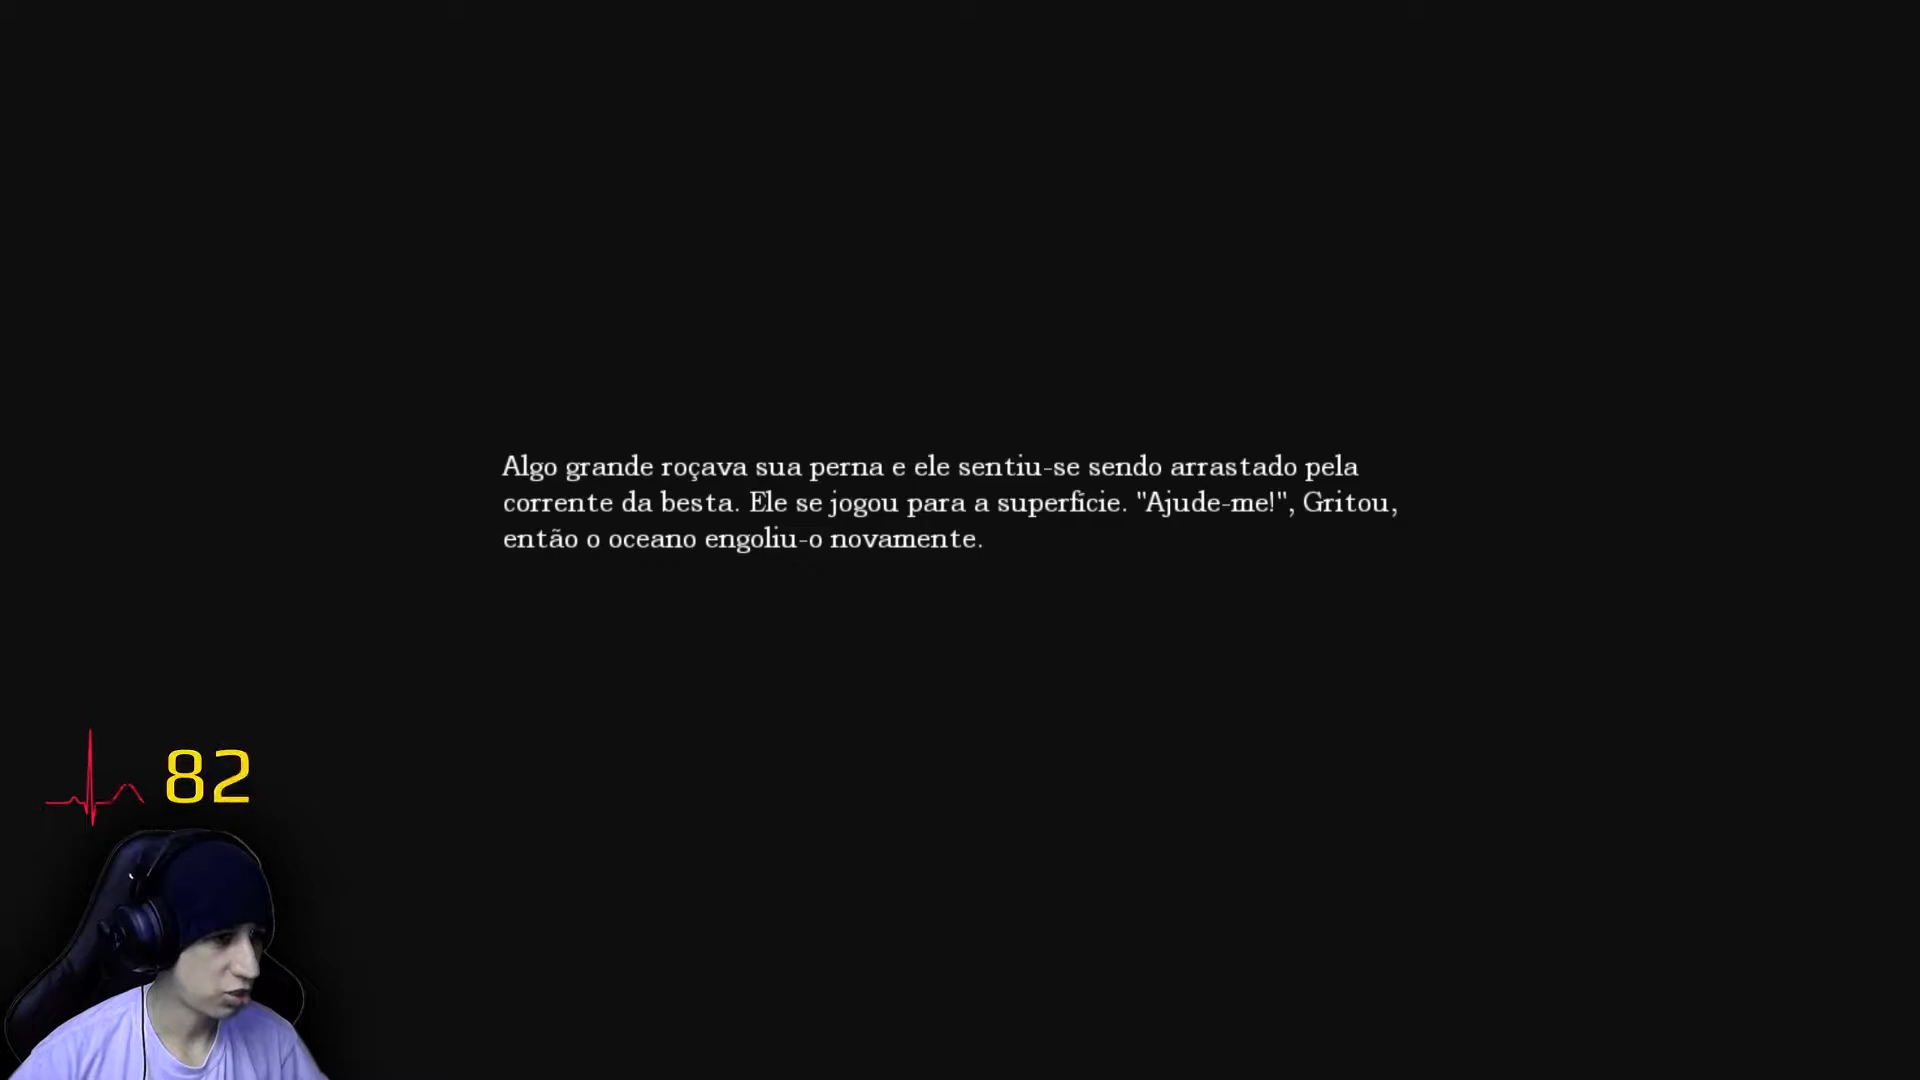 Algo grande roçava sua perna e ele sentiu-se sendo arrastado pela
corrente da besta. Ele se jogou para a superfície. "Ajude-me!", Gritou,
então o oceano engoliu-o novamente.
82